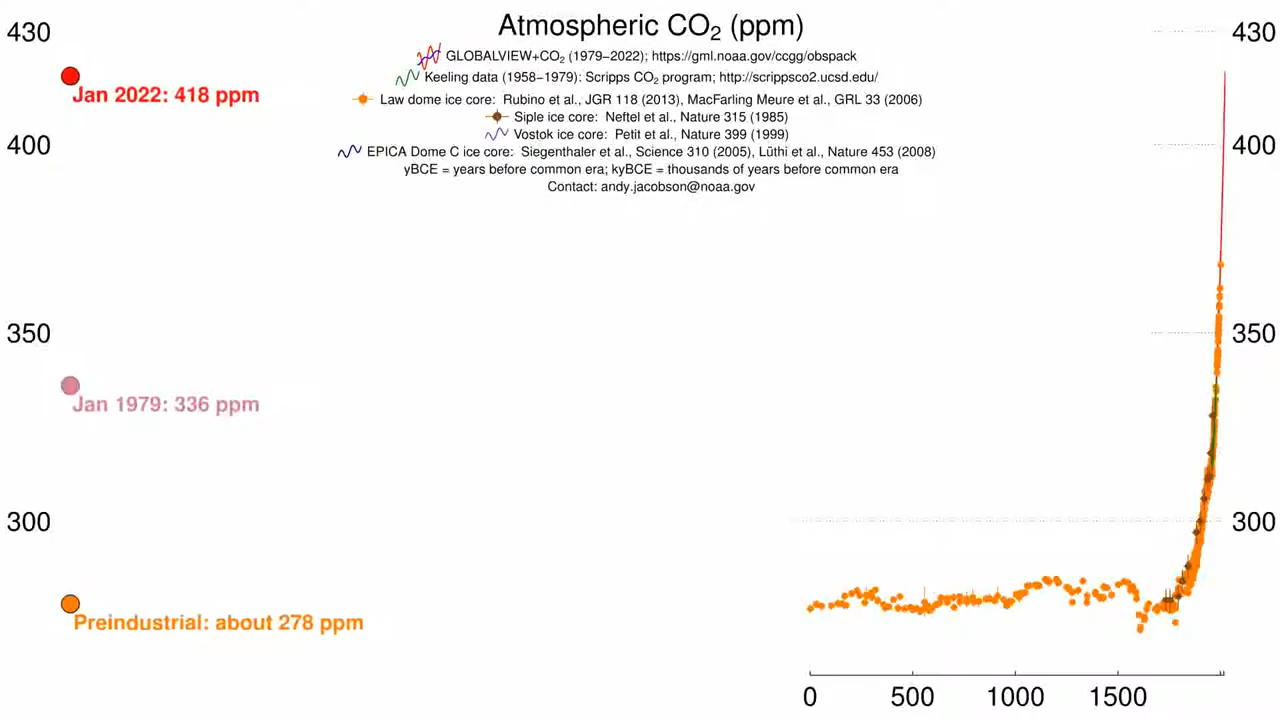 Atmospheric CO₂ (ppm)
GLOBALVIEW+CO₂ (1979−2022); https://gml.noaa.gov/ccgg/obspack
Keeling data (1958−1979): Scripps CO₂ program; http://scrippsco2.ucsd.edu/
Law dome ice core: Rubino et al., JGR 118 (2013), MacFarling Meure et al., GRL 33 (2006)
Siple ice core: Neftel et al., Nature 315 (1985)
Vostok ice core: Petit et al., Nature 399 (1999)
EPICA Dome C ice core: Siegenthaler et al., Science 310 (2005), Lüthi et al., Nature 453 (2008)
yBCE = years before common era; kyBCE = thousands of years before common era
Contact: andy.jacobson@noaa.gov
430
400
350
300
Jan 2022: 418 ppm
Jan 1979: 336 ppm
Preindustrial: about 278 ppm
430
400
350
300
0 500 1000 1500